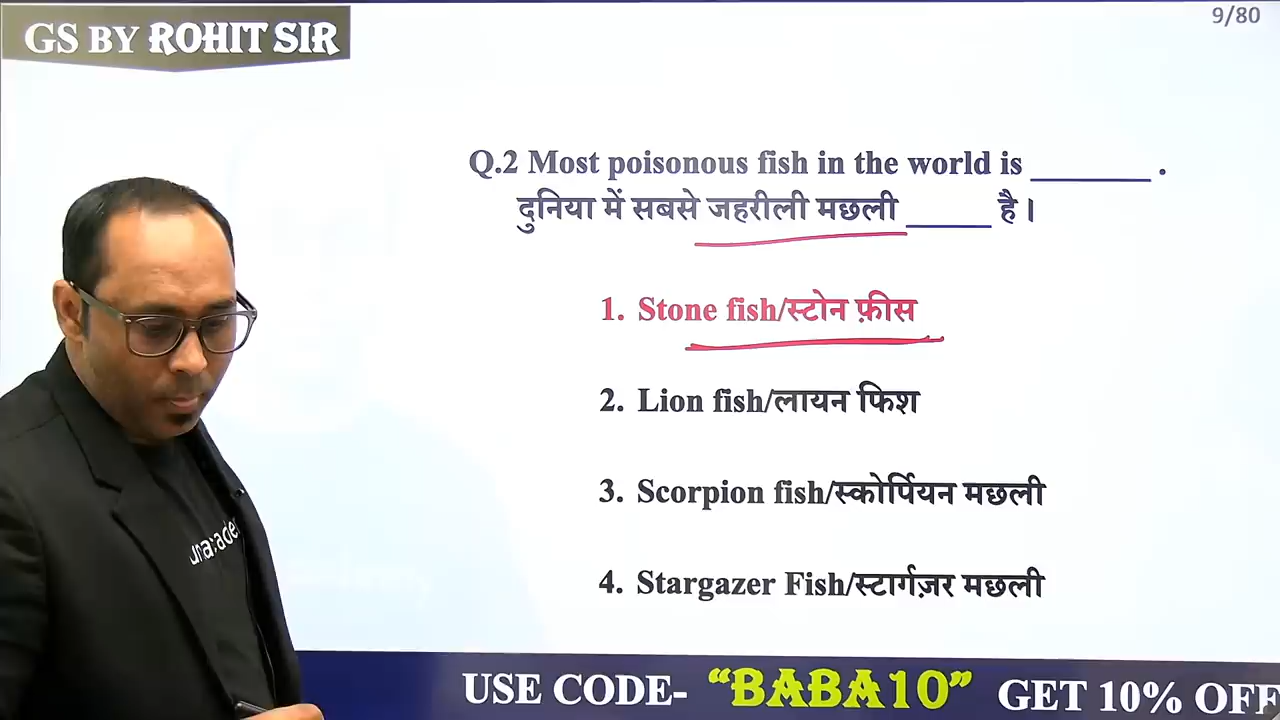 GS BY ROHIT SIR
9/80
Q.2 Most poisonous fish in the world is ________ .
दुनिया में सबसे जहरीली मछली ______ है।
1. Stone fish/स्टोन फ़ीस
2. Lion fish/लायन फिश
3. Scorpion fish/स्कोर्पियन मछली
4. Stargazer Fish/स्टार्गज़र मछली
unacade
USE CODE- “BABA10” GET 10% OFF